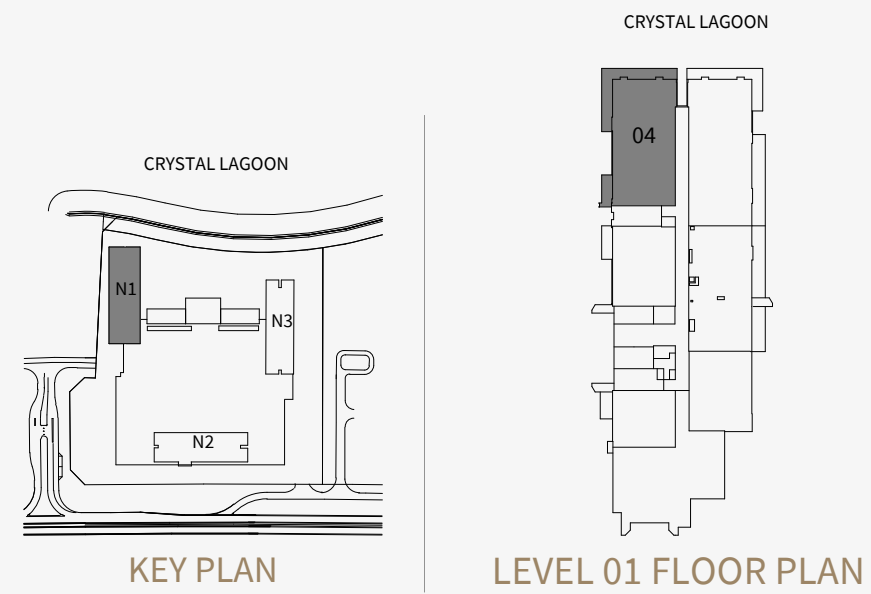 CRYSTAL LAGOON
N1
N3
N2
KEY PLAN
CRYSTAL LAGOON
04
LEVEL 01 FLOOR PLAN